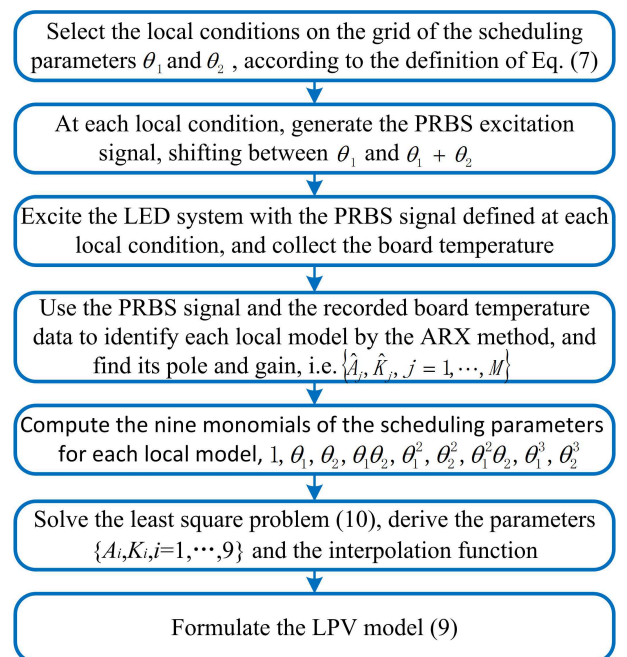 Select the local conditions on the grid of the scheduling
parameters θ₁ and θ₂ , according to the definition of Eq. (7)
At each local condition, generate the PRBS excitation
signal, shifting between θ₁ and θ₁ + θ₂
Excite the LED system with the PRBS signal defined at each
local condition, and collect the board temperature
Use the PRBS signal and the recorded board temperature
data to identify each local model by the ARX method, and
find its pole and gain, i.e. {Âⱼ, K̂ⱼ, j = 1, ⋯, M}
Compute the nine monomials of the scheduling parameters
for each local model, 1, θ₁, θ₂, θ₁θ₂, θ₁², θ₂², θ₁²θ₂, θ₁³, θ₂³
Solve the least square problem (10), derive the parameters
{Aᵢ,Kᵢ,i=1,⋯,9} and the interpolation function
Formulate the LPV model (9)